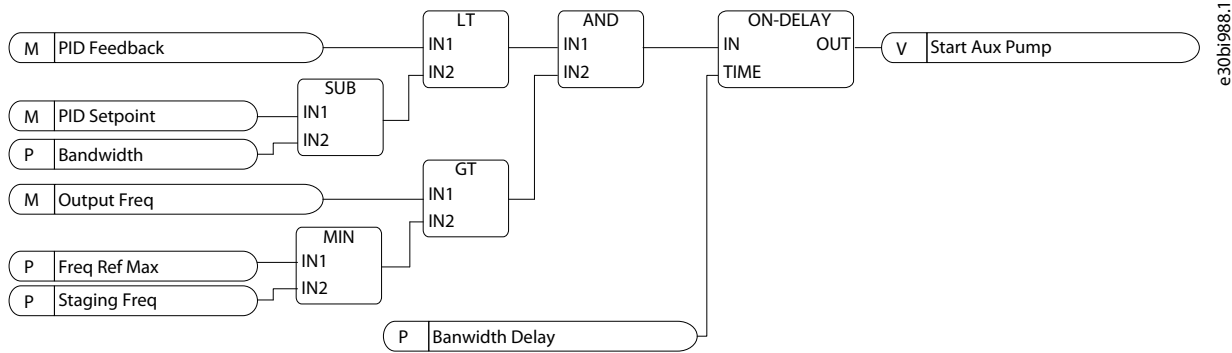 LT
AND
ON-DELAY
M PID Feedback
IN1
IN2
IN1
IN2
IN OUT
TIME
V Start Aux Pump
SUB
M PID Setpoint
P Bandwidth
IN1
IN2
GT
M Output Freq
IN1
IN2
MIN
P Freq Ref Max
P Staging Freq
IN1
IN2
P Banwidth Delay
e30bi988.1